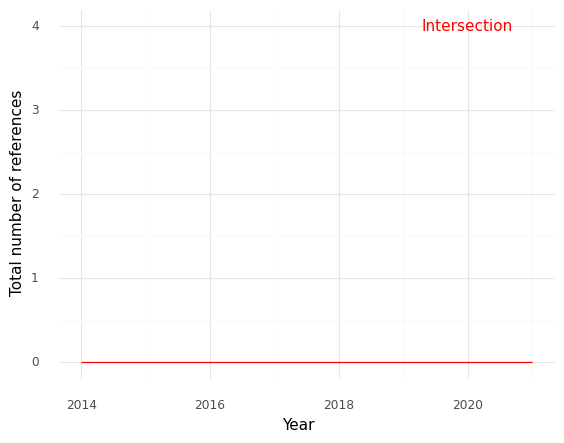 4
Intersection
3
2
1
0
Total number of references
2014 2016 2018 2020
Year